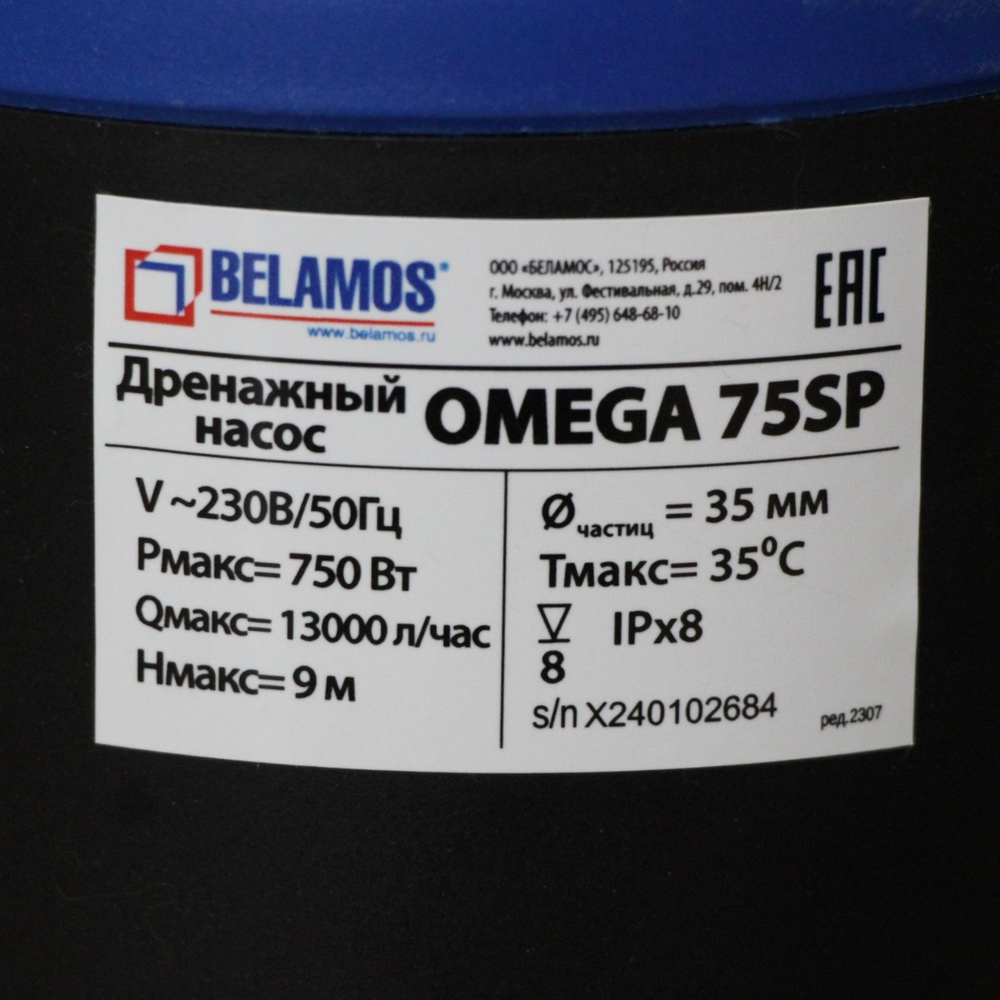 BELAMOS
www.belamos.ru
ООО «БЕЛАМОС», 125195, Россия
г. Москва, ул. Фестивальная, д.29, пом. 4Н/2
Телефон: +7 (495) 648-68-10
www.belamos.ru
EAC
Дренажный
насос
OMEGA 75SP
V ~230В/50Гц
Pмакс= 750 Вт
Qмакс= 13000 л/час
Hмакс= 9 м
Ø частиц = 35 мм
Tмакс= 35⁰C
IPx8
8
s/n X240102684
ред.2307